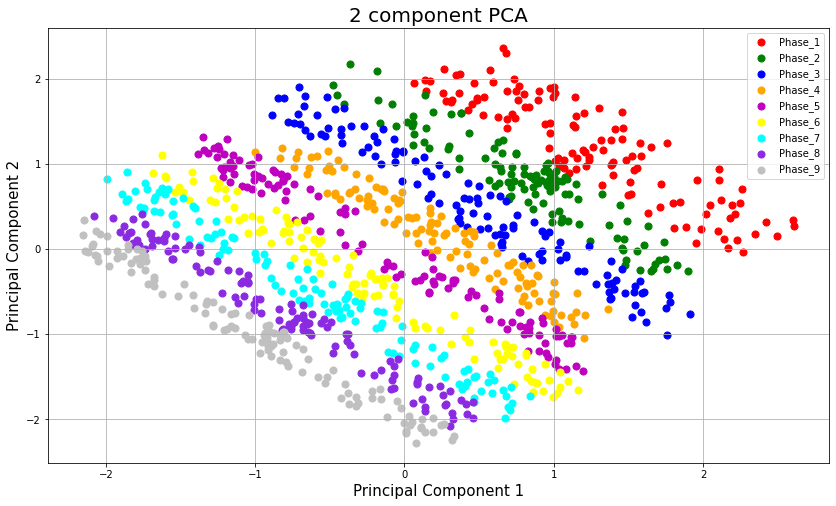 2 component PCA
Principal Component 2
2
1
0
−1
−2
Phase_1
Phase_2
Phase_3
Phase_4
Phase_5
Phase_6
Phase_7
Phase_8
Phase_9
−2
−1
0
1
2
Principal Component 1